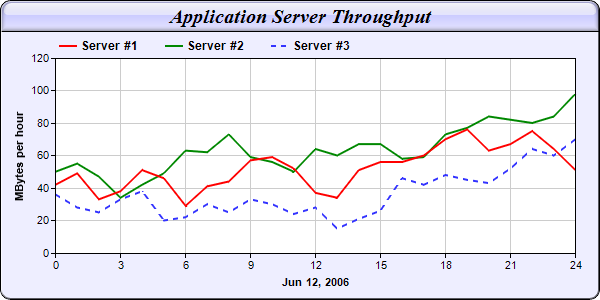 Application Server Throughput
Server #1 Server #2 Server #3
MBytes per hour
120
100
80
60
40
20
0
0 3 6 9 12 15 18 21 24
Jun 12, 2006